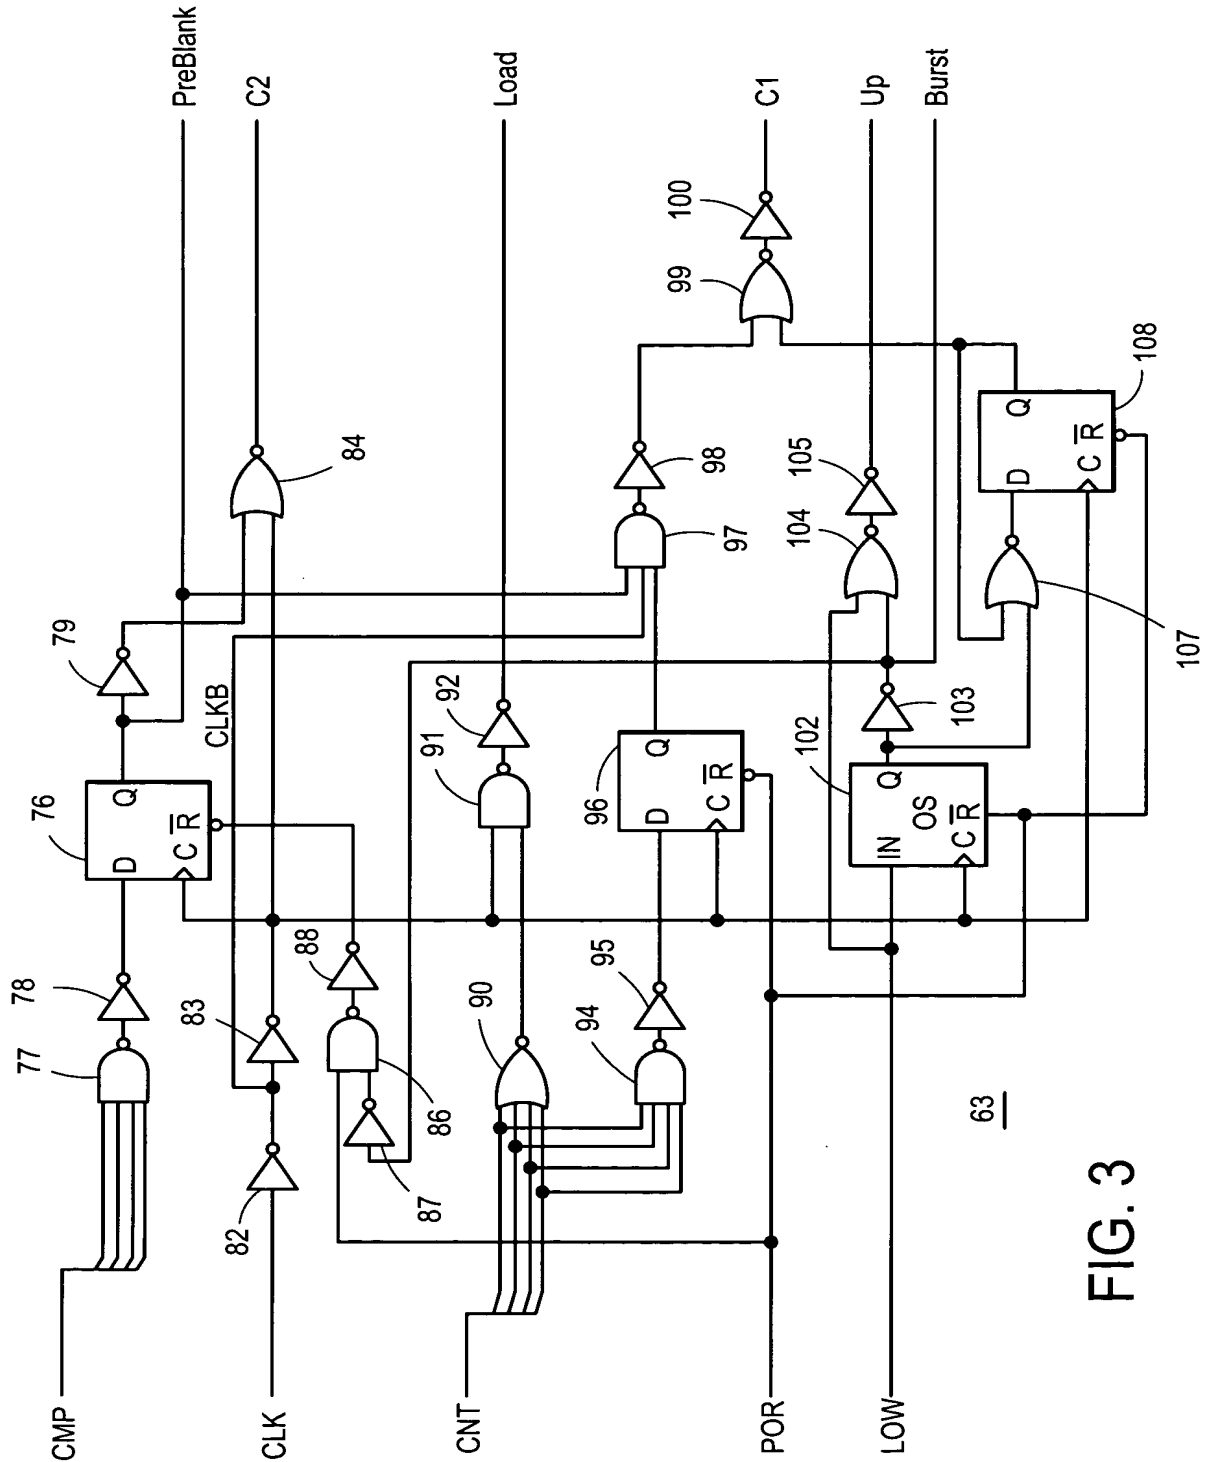 CMP
CLK
CNT
POR
LOW
PreBlank
C2
Load
C1
Up
Burst
77
78
76
D
Q
C R̅
79
CLKB
82
83
84
86
87
88
90
91
92
94
95
96
D
Q
C R̅
97
98
99
100
102
IN
Q
OS
C R̅
103
104
105
107
108
D
Q
C R̅
63
FIG. 3